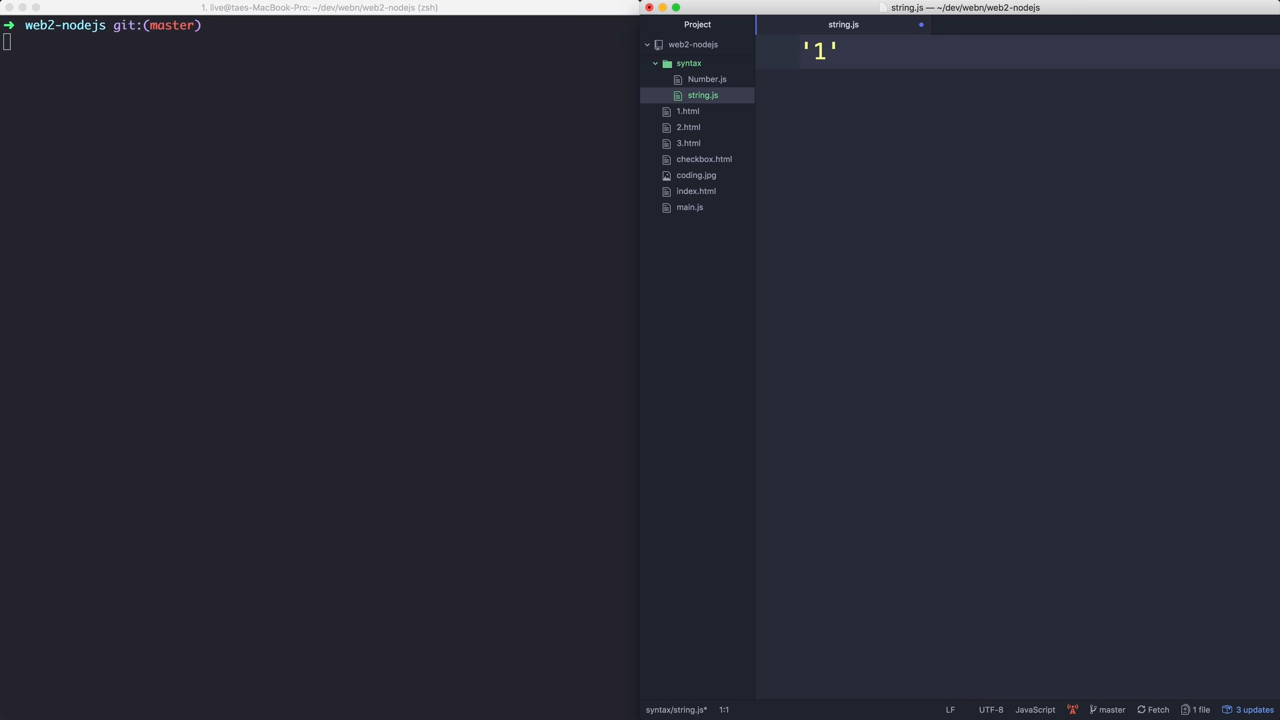 1. live@taes-MacBook-Pro: ~/dev/webn/web2-nodejs (zsh)
➜ web2-nodejs git:(master)
string.js — ~/dev/webn/web2-nodejs
Project
string.js
web2-nodejs
syntax
Number.js
string.js
1.html
2.html
3.html
checkbox.html
coding.jpg
index.html
main.js
'1'
syntax/string.js* 1:1 LF UTF-8 JavaScript master Fetch 1 file 3 updates